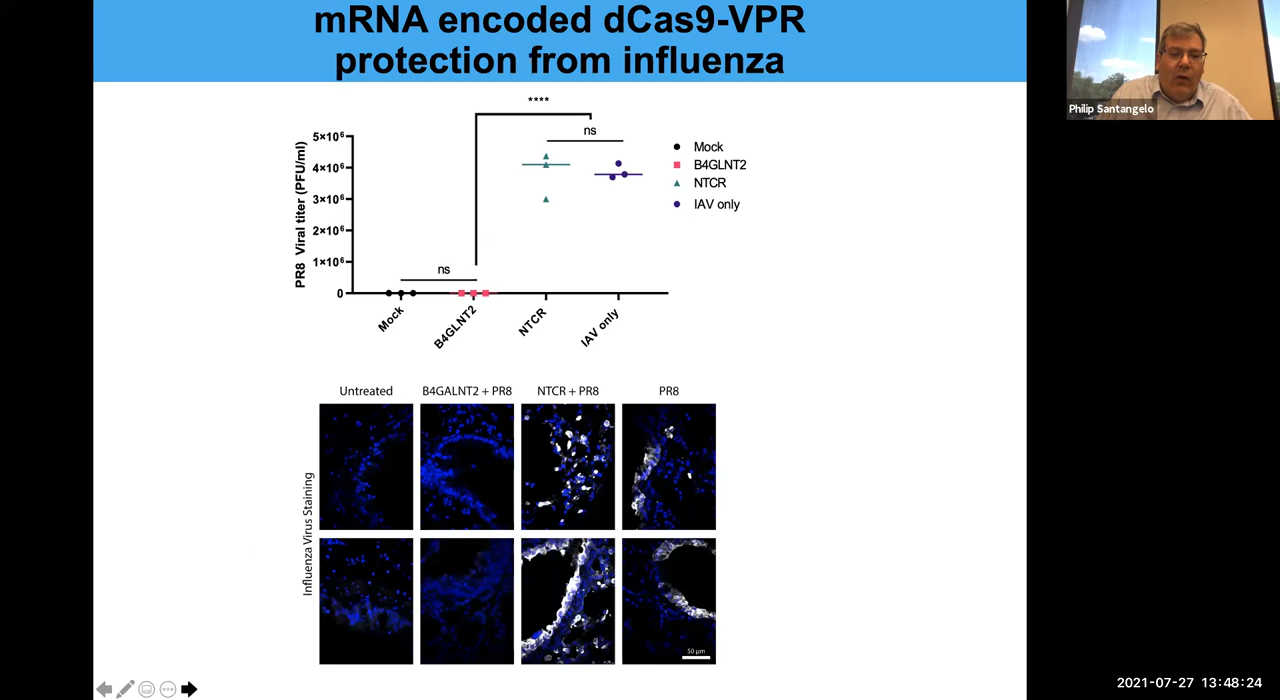 mRNA encoded dCas9-VPR
protection from influenza
Philip Santangelo
****
ns
ns
5×10⁶
4×10⁶
3×10⁶
2×10⁶
1×10⁶
0
PR8 Viral titer (PFU/ml)
Mock
B4GLNT2
NTCR
IAV only
Mock
B4GLNT2
NTCR
IAV only
Untreated
B4GALNT2 + PR8
NTCR + PR8
PR8
Influenza Virus Staining
50 µm
2021-07-27 13:48:24